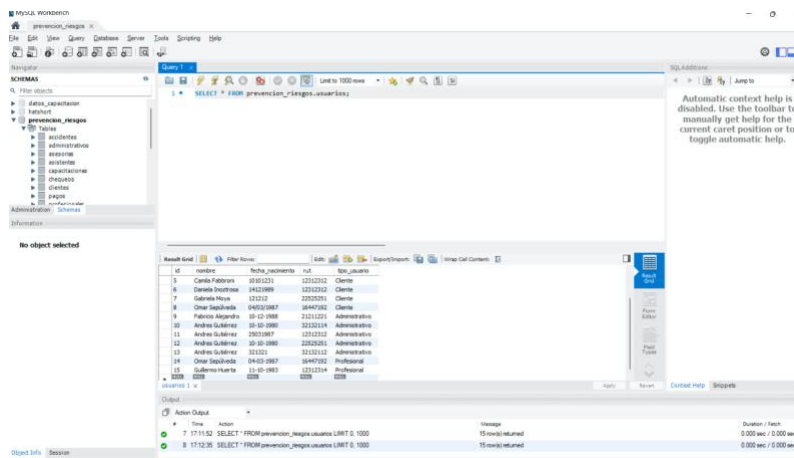 MySQL Workbench
prevencion_riesgos ×
File Edit View Query Database Server Tools Scripting Help
Navigator
SCHEMAS
Filter objects
datos_capacitacion
hatshort
prevencion_riesgos
Tables
accidentes
administrativos
asesorias
asistentes
capacitaciones
chequeos
clientes
pagos
profesionales
Administration Schemas
Information
No object selected
Object Info Session
Query 1 ×
Limit to 1000 rows
1 SELECT * FROM prevencion_riesgos.usuarios;
Result Grid Filter Rows: Edit: Export/Import: Wrap Cell Content:
id nombre fecha_nacimiento rut tipo_usuario
5 Camila Fabbroni 10101231 12312312 Cliente
6 Daniela Inostrosa 14121989 12312312 Cliente
7 Gabriela Moya 121212 22525251 Cliente
8 Omar Sepúlveda 04/03/1987 16447192 Cliente
9 Fabricio Alejandro 10-12-1988 21211221 Administrativo
10 Andres Gutiérrez 10-10-1980 32132114 Administrativo
11 Andres Gutiérrez 25031987 12312312 Administrativo
12 Andres Gutiérrez 10-10-1980 22525251 Administrativo
13 Andres Gutiérrez 321321 32132112 Administrativo
14 Omar Sepúlveda 04-03-1987 16447192 Profesional
15 Guillermo Huerta 11-10-1983 12312314 Profesional
NULL NULL NULL NULL NULL
Result Grid
Form Editor
Field Types
usuarios 1 ×
Apply Revert
Output
Action Output
# Time Action Message Duration / Fetch
7 17:11:52 SELECT * FROM prevencion_riesgos.usuarios LIMIT 0, 1000 15 row(s) returned 0.000 sec / 0.000 sec
8 17:12:35 SELECT * FROM prevencion_riesgos.usuarios LIMIT 0, 1000 15 row(s) returned 0.000 sec / 0.000 sec
SQLAdditions
Jump to
Automatic context help is
disabled. Use the toolbar to
manually get help for the
current caret position or to
toggle automatic help.
Context Help Snippets